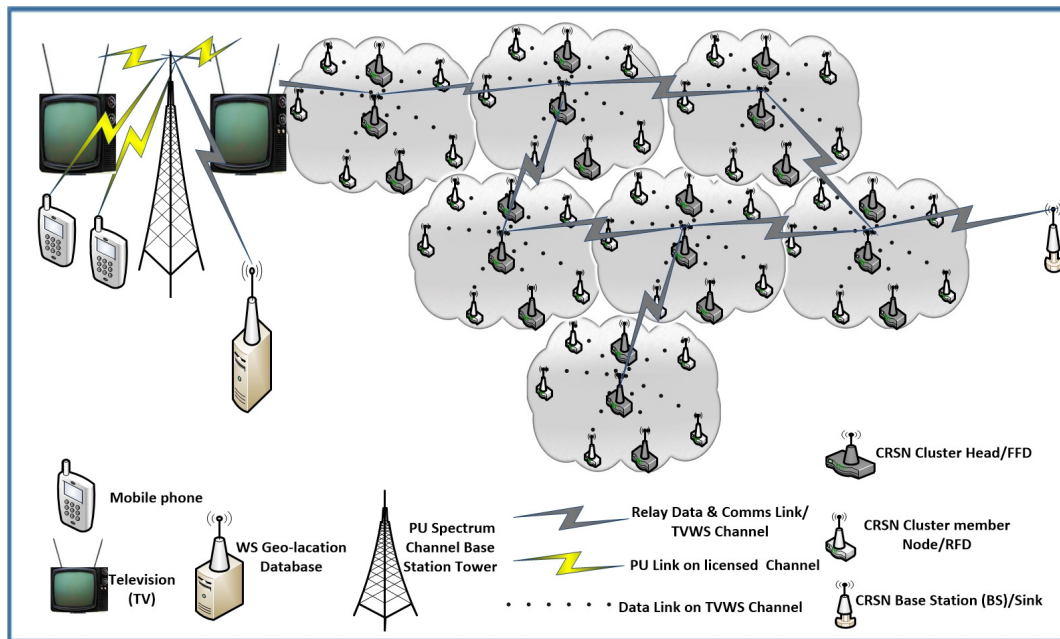 Mobile phone
Television
(TV)
WS Geo-lacation
Database
PU Spectrum
Channel Base
Station Tower
Relay Data & Comms Link/
TVWS Channel
PU Link on licensed Channel
Data Link on TVWS Channel
CRSN Cluster Head/FFD
CRSN Cluster member
Node/RFD
CRSN Base Station (BS)/Sink